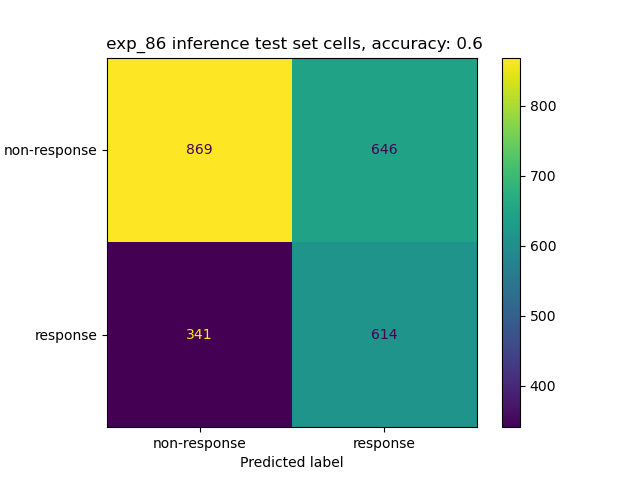 exp_86 inference test set cells, accuracy: 0.6
non-response
869
646
response
341
614
non-response
response
Predicted label
800
700
600
500
400